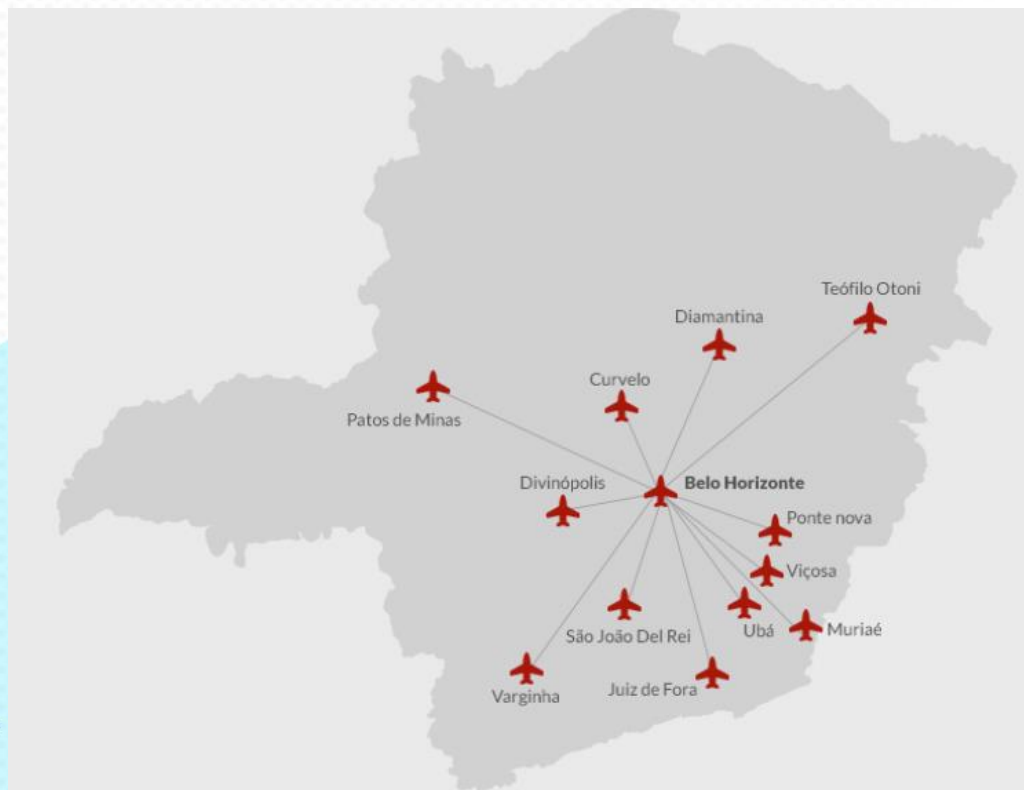 Teófilo Otoni
Diamantina
Curvelo
Patos de Minas
Divinópolis
Belo Horizonte
Ponte nova
Viçosa
São João Del Rei
Ubá
Muriaé
Varginha
Juiz de Fora